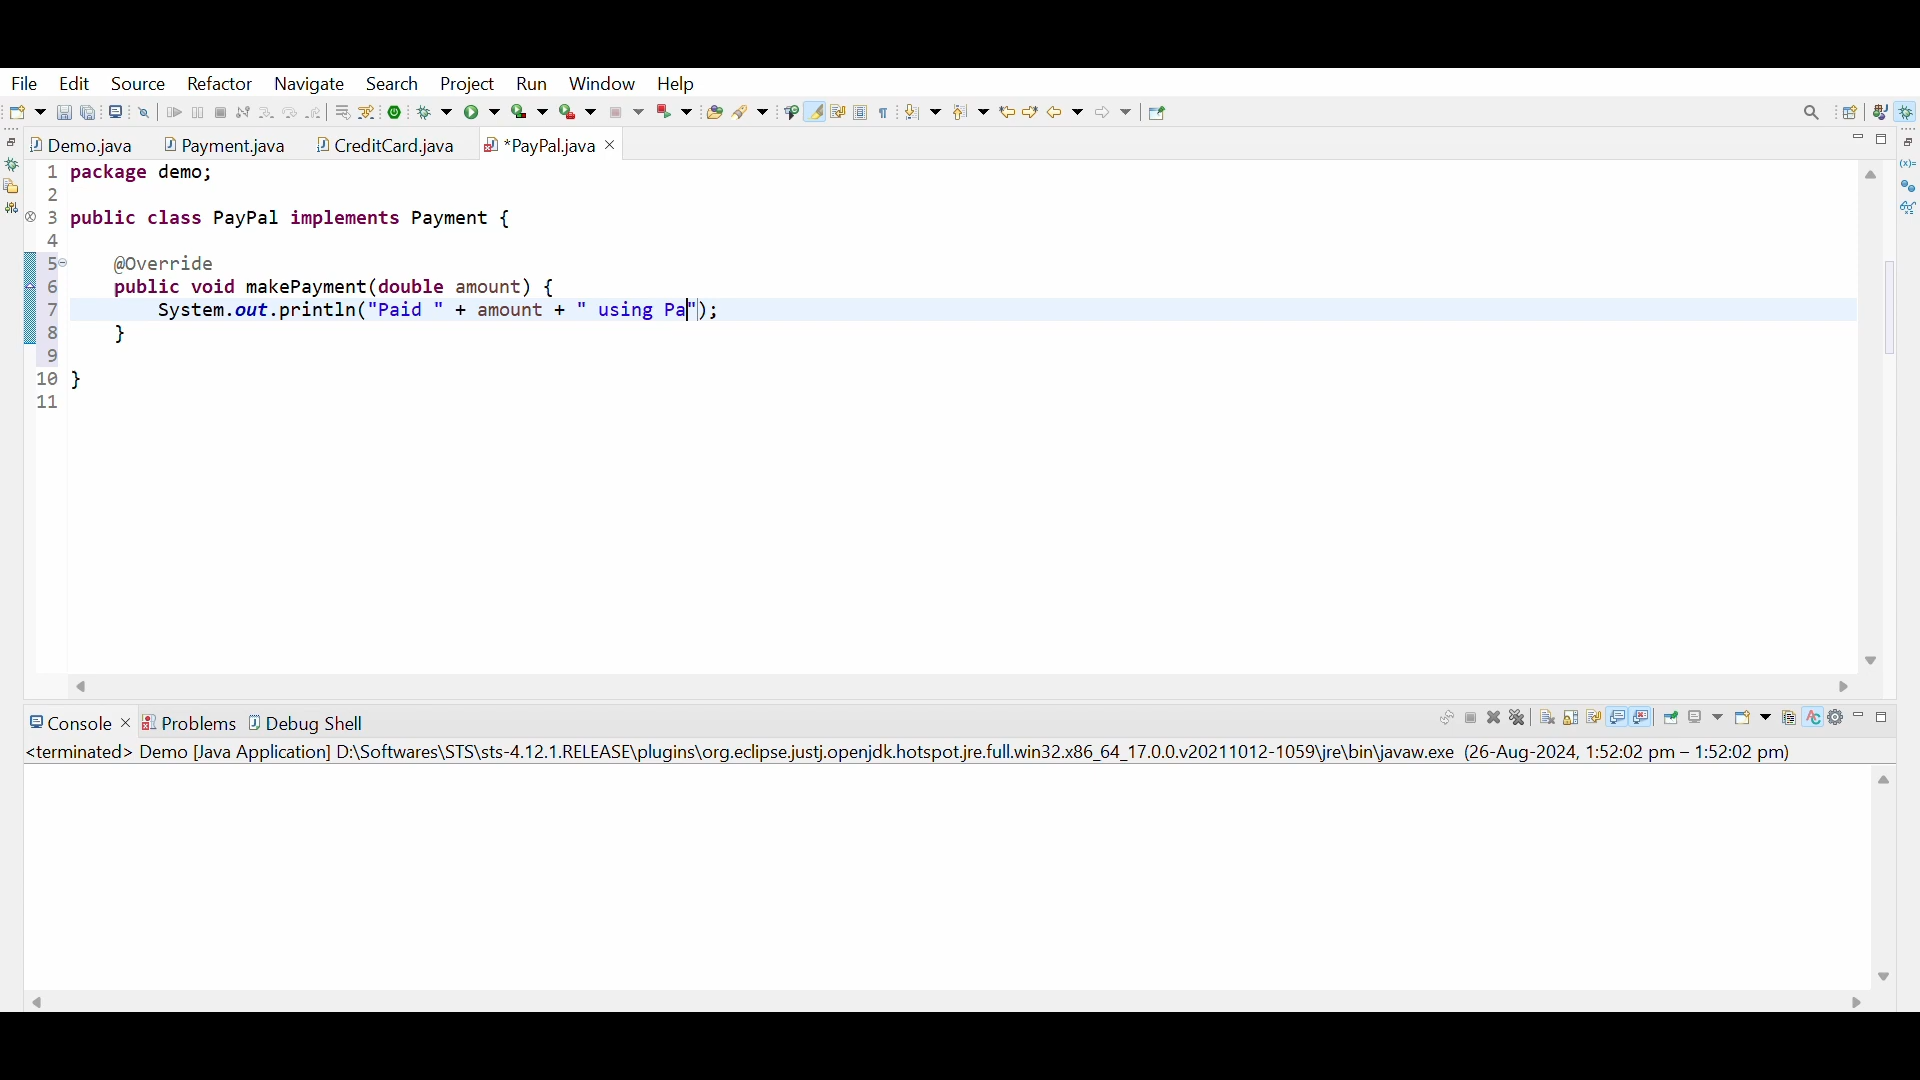 File Edit Source Refactor Navigate Search Project Run Window Help
Demo.java Payment.java CreditCard.java *PayPal.java
1 package demo;
2
3 public class PayPal implements Payment {
4
5 @Override
6 public void makePayment(double amount) {
7 System.out.println("Paid " + amount + " using Pa");
8 }
9
10 }
11
Console Problems Debug Shell
<terminated> Demo [Java Application] D:\Softwares\STS\sts-4.12.1.RELEASE\plugins\org.eclipse.justj.openjdk.hotspot.jre.full.win32.x86_64_17.0.0.v20211012-1059\jre\bin\javaw.exe (26-Aug-2024, 1:52:02 pm – 1:52:02 pm)